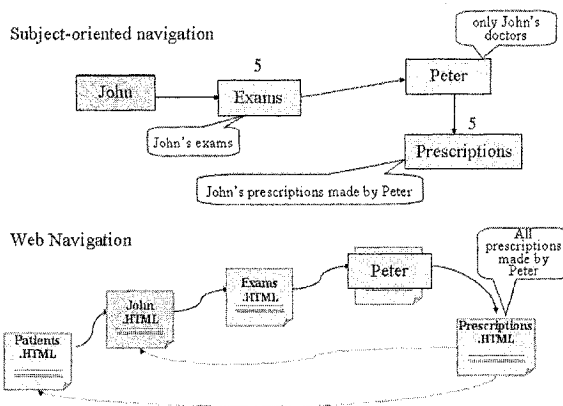 Subject-oriented navigation
only John's
doctors
5
John
Exams
Peter
John's exams
5
Prescriptions
John's prescriptions made by Peter
Web Navigation
All
prescriptions
made by
Peter
Peter
Exams
.HTML
John
.HTML
Prescriptions
.HTML
Patients
.HTML